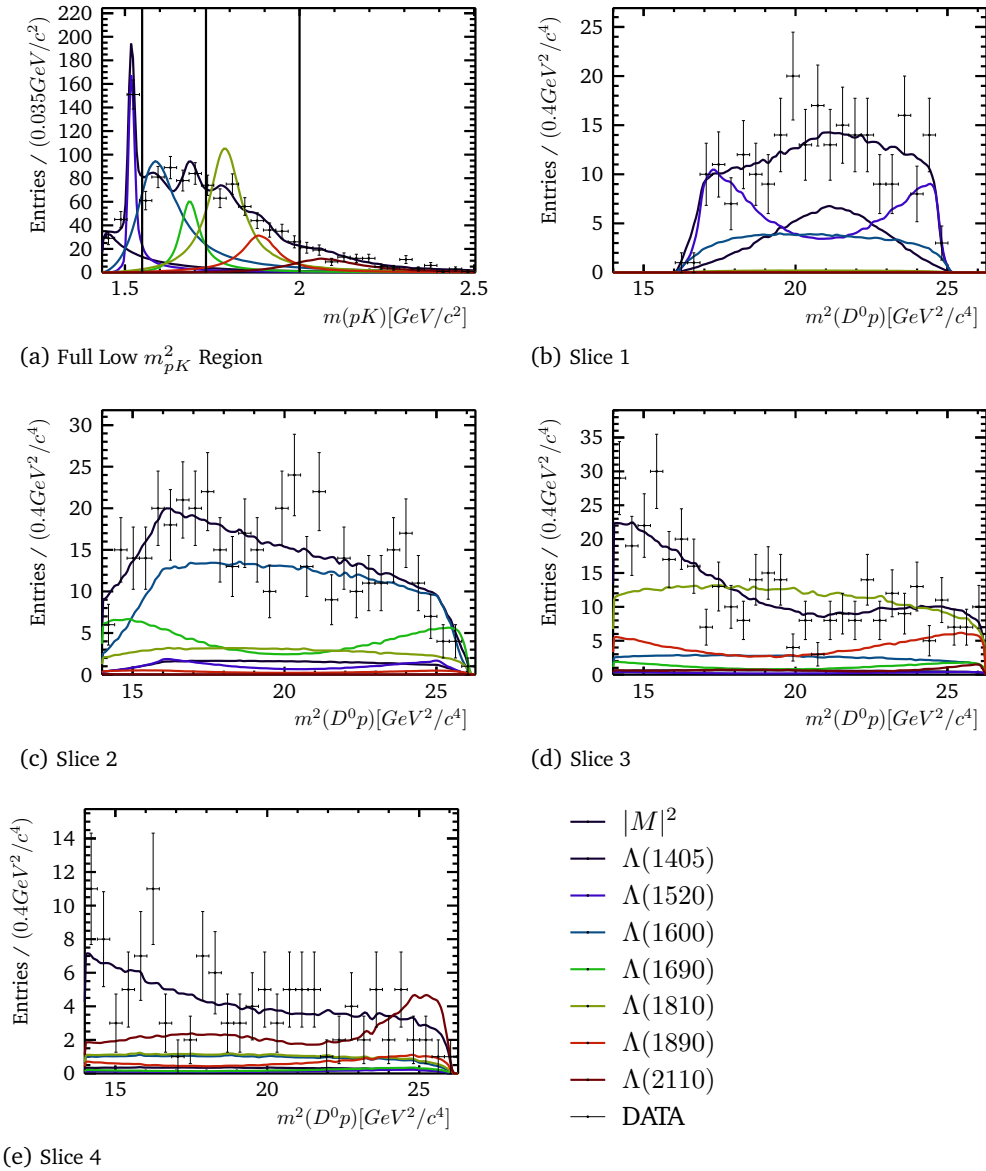 220
200
180
160
140
120
100
80
60
40
20
0
Entries / (0.035GeV/c²)
1.5 2 2.5
m(pK)[GeV/c²]
(a) Full Low m²pK Region
25
20
15
10
5
0
Entries / (0.4GeV²/c⁴)
20 25
m²(D⁰p)[GeV²/c⁴]
(b) Slice 1
30
25
20
15
10
5
0
Entries / (0.4GeV²/c⁴)
15 20 25
m²(D⁰p)[GeV²/c⁴]
(c) Slice 2
35
30
25
20
15
10
5
0
Entries / (0.4GeV²/c⁴)
15 20 25
m²(D⁰p)[GeV²/c⁴]
(d) Slice 3
14
12
10
8
6
4
2
0
Entries / (0.4GeV²/c⁴)
15 20 25
m²(D⁰p)[GeV²/c⁴]
(e) Slice 4
|M|²
Λ(1405)
Λ(1520)
Λ(1600)
Λ(1690)
Λ(1810)
Λ(1890)
Λ(2110)
DATA